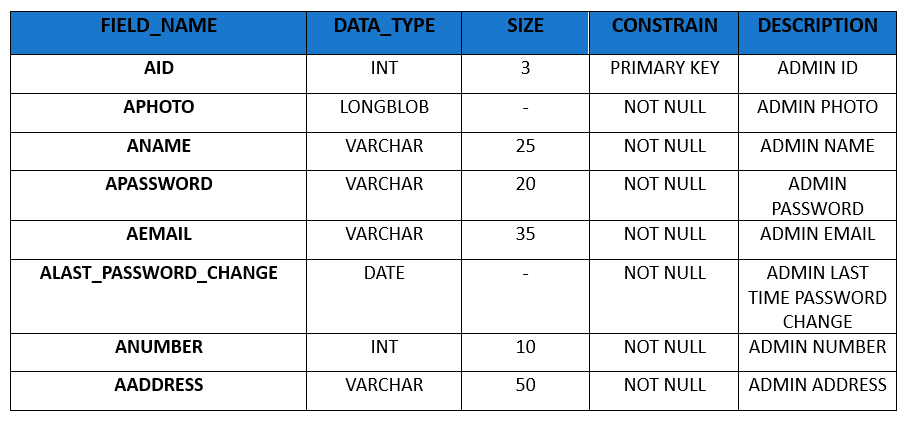 FIELD_NAME DATA_TYPE SIZE CONSTRAIN DESCRIPTION
AID INT 3 PRIMARY KEY ADMIN ID
APHOTO LONGBLOB - NOT NULL ADMIN PHOTO
ANAME VARCHAR 25 NOT NULL ADMIN NAME
APASSWORD VARCHAR 20 NOT NULL ADMIN
PASSWORD
AEMAIL VARCHAR 35 NOT NULL ADMIN EMAIL
ALAST_PASSWORD_CHANGE DATE - NOT NULL ADMIN LAST
TIME PASSWORD
CHANGE
ANUMBER INT 10 NOT NULL ADMIN NUMBER
AADDRESS VARCHAR 50 NOT NULL ADMIN ADDRESS